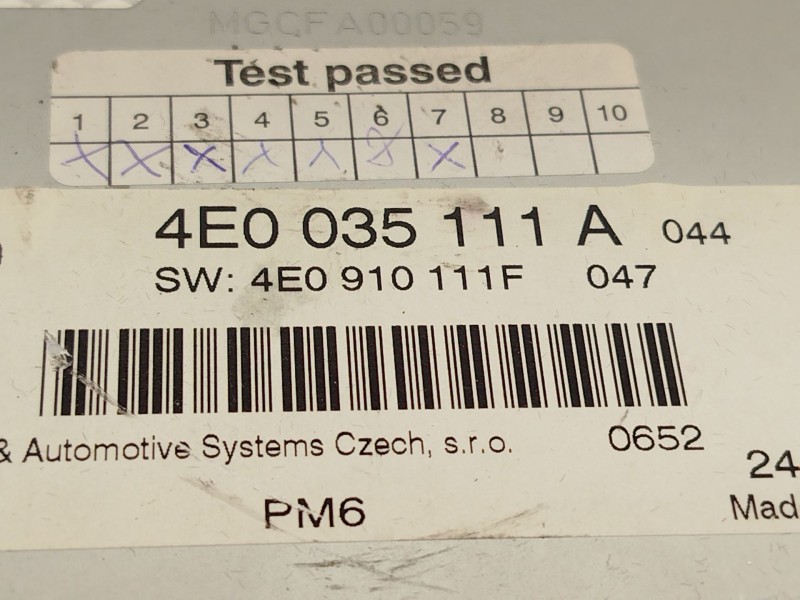 MGCFA00059
Test passed
1 2 3 4 5 6 7 8 9 10
X X X X X X X
4E0 035 111 A 044
SW: 4E0 910 111F 047
& Automotive Systems Czech, s.r.o. 0652
24
PM6
Mad